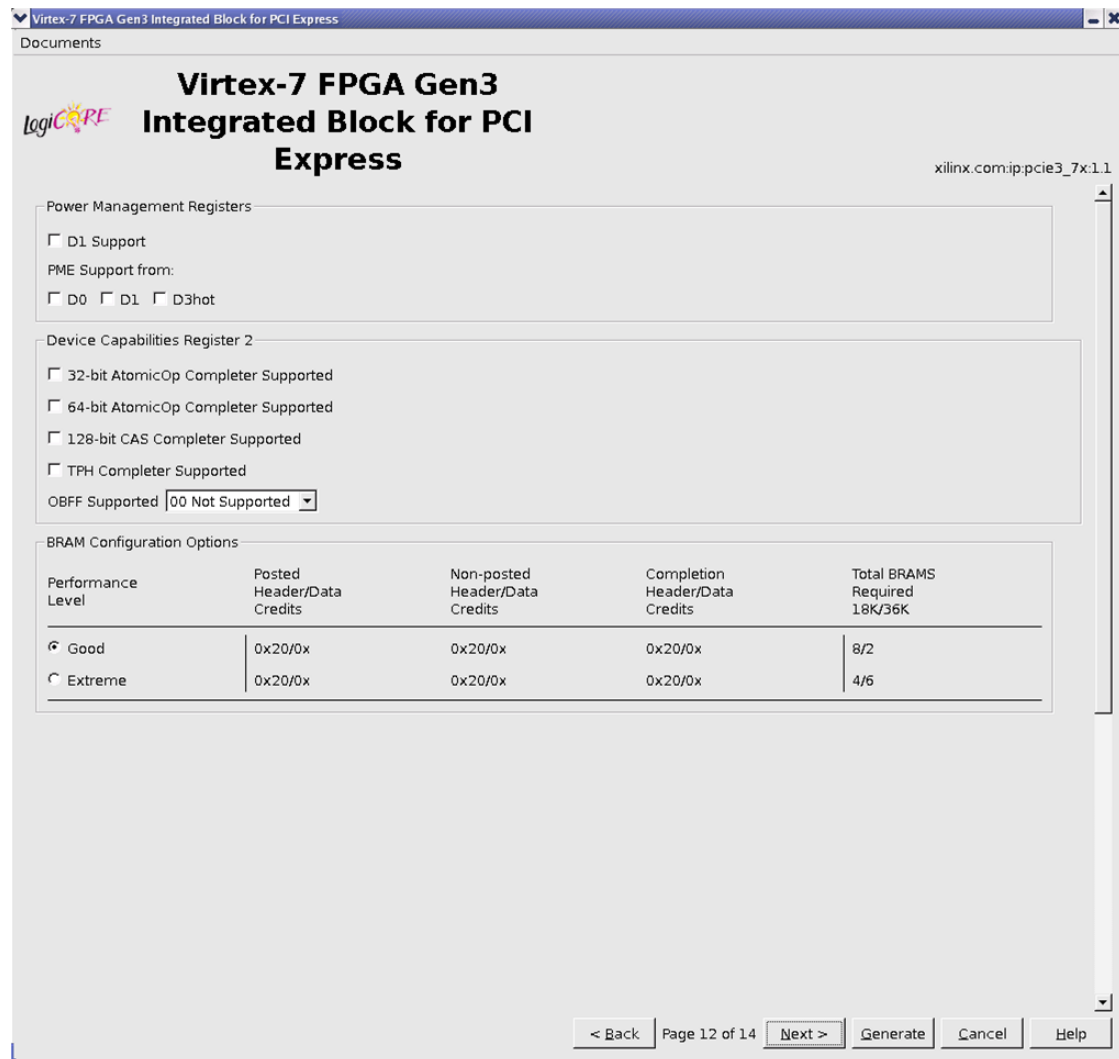 Virtex-7 FPGA Gen3 Integrated Block for PCI Express
Documents
LogiCORE
Virtex-7 FPGA Gen3
Integrated Block for PCI
Express
xilinx.com:ip:pcie3_7x:1.1
Power Management Registers
D1 Support
PME Support from:
D0 D1 D3hot
Device Capabilities Register 2
32-bit AtomicOp Completer Supported
64-bit AtomicOp Completer Supported
128-bit CAS Completer Supported
TPH Completer Supported
OBFF Supported 00 Not Supported
BRAM Configuration Options
Performance
Level
Posted
Header/Data
Credits
Non-posted
Header/Data
Credits
Completion
Header/Data
Credits
Total BRAMS
Required
18K/36K
Good 0x20/0x 0x20/0x 0x20/0x 8/2
Extreme 0x20/0x 0x20/0x 0x20/0x 4/6
< Back Page 12 of 14 Next > Generate Cancel Help